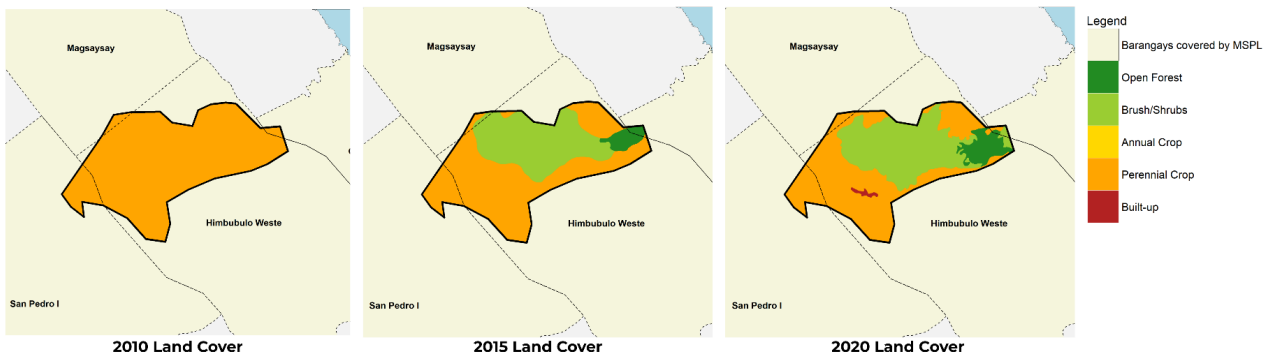 Magsaysay
Himbubulo Weste
San Pedro I
2010 Land Cover
Magsaysay
Himbubulo Weste
San Pedro I
2015 Land Cover
Magsaysay
Himbubulo Weste
San Pedro I
2020 Land Cover
Legend
Barangays covered by MSPL
Open Forest
Brush/Shrubs
Annual Crop
Perennial Crop
Built-up